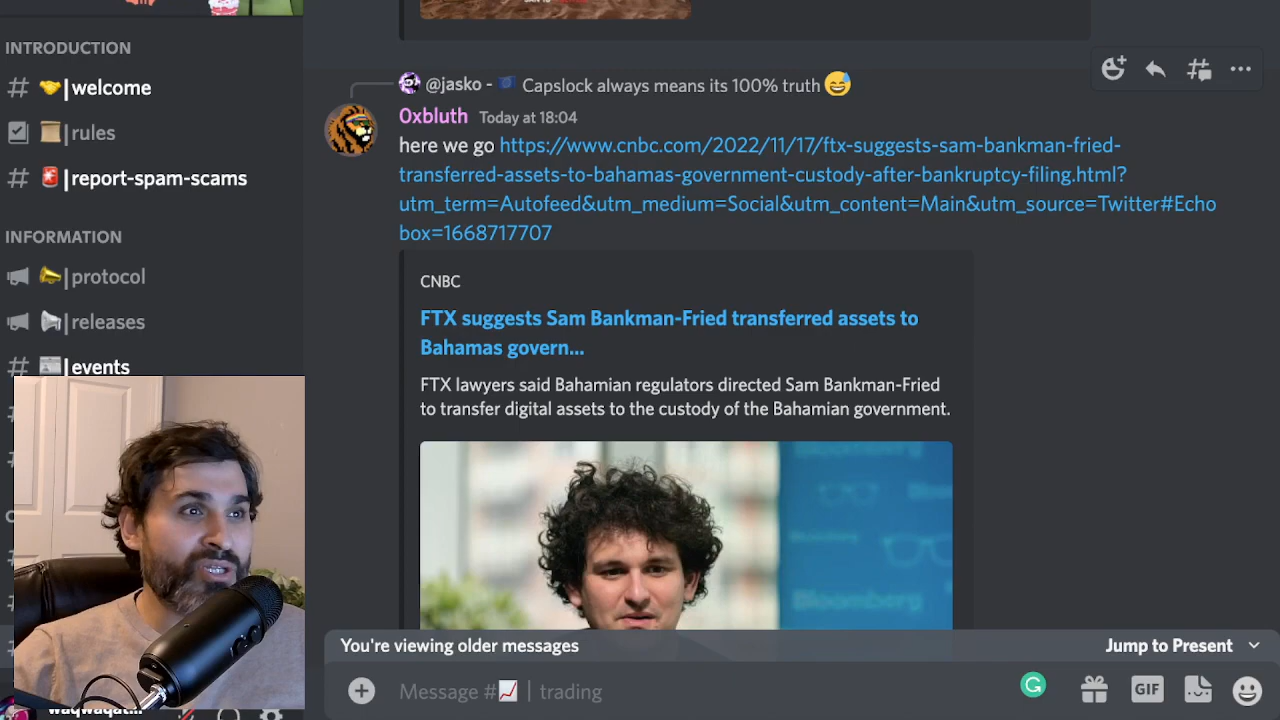 INTRODUCTION
# |welcome
|rules
# |report-spam-scams
INFORMATION
|protocol
|releases
# |events
@jasko - Capslock always means its 100% truth
0xbluth Today at 18:04
here we go https://www.cnbc.com/2022/11/17/ftx-suggests-sam-bankman-fried-
transferred-assets-to-bahamas-government-custody-after-bankruptcy-filing.html?
utm_term=Autofeed&utm_medium=Social&utm_content=Main&utm_source=Twitter#Echo
box=1668717707
CNBC
FTX suggests Sam Bankman-Fried transferred assets to
Bahamas govern...
FTX lawyers said Bahamian regulators directed Sam Bankman-Fried
to transfer digital assets to the custody of the Bahamian government.
Bloomberg
Bloomberg
You're viewing older messages
Jump to Present
Message # | trading
GIF